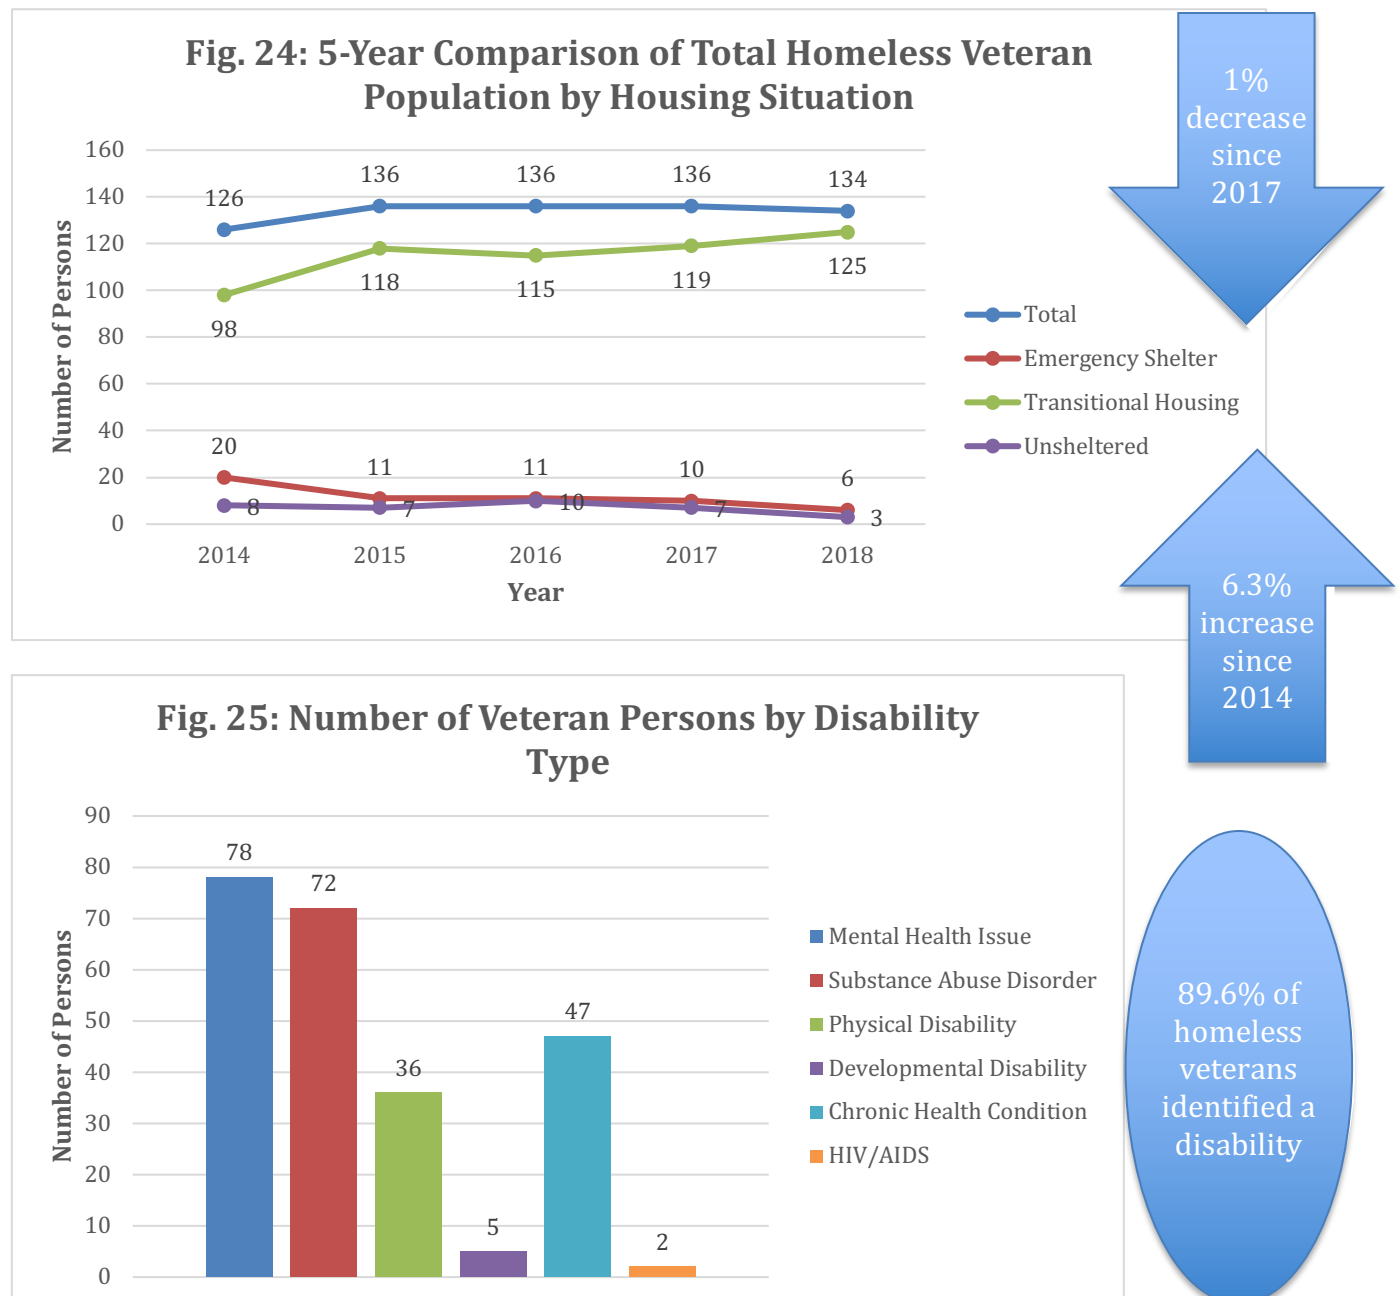 Fig. 24: 5-Year Comparison of Total Homeless Veteran
Population by Housing Situation
Number of Persons
160
140
120
100
80
60
40
20
0
126
136
136
136
134
98
118
115
119
125
20
11
11
10
6
8
7
10
7
3
2014
2015
2016
2017
2018
Year
Total
Emergency Shelter
Transitional Housing
Unsheltered
1%
decrease
since
2017
6.3%
increase
since
2014
Fig. 25: Number of Veteran Persons by Disability
Type
Number of Persons
90
80
70
60
50
40
30
20
10
0
78
72
36
5
47
2
Mental Health Issue
Substance Abuse Disorder
Physical Disability
Developmental Disability
Chronic Health Condition
HIV/AIDS
89.6% of
homeless
veterans
identified a
disability